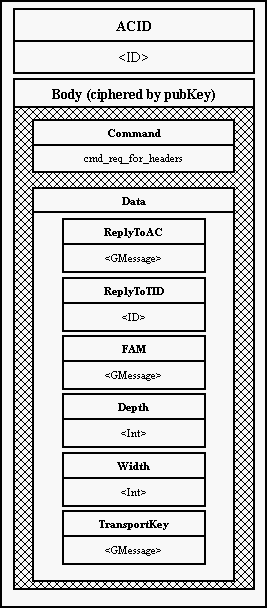 ACID
<ID>
Body (ciphered by pubKey)
Command
cmd_req_for_headers
Data
ReplyToAC
<GMessage>
ReplyToTID
<ID>
FAM
<GMessage>
Depth
<Int>
Width
<Int>
TransportKey
<GMessage>